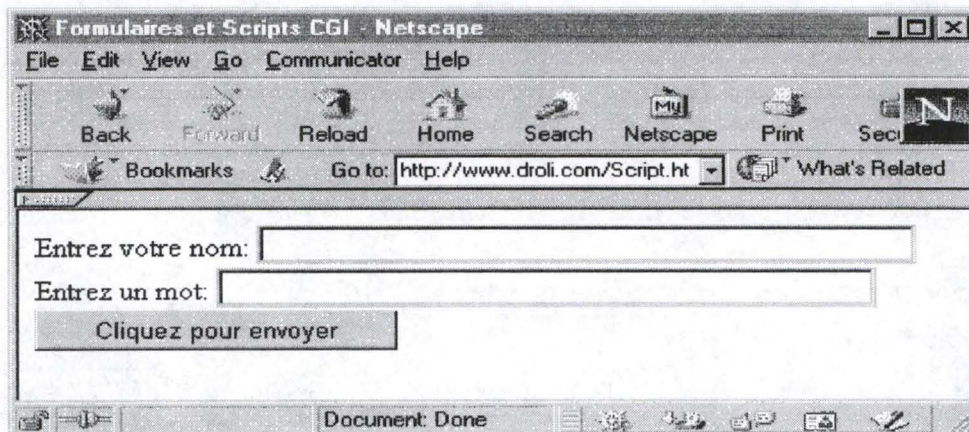 Formulaires et Scripts CGI - Netscape
File Edit View Go Communicator Help
Back Forward Reload Home Search Netscape Print Secu
My
N
Bookmarks Go to: http://www.droli.com/Script.ht What's Related
Entrez votre nom:
Entrez un mot:
Cliquez pour envoyer
Document: Done